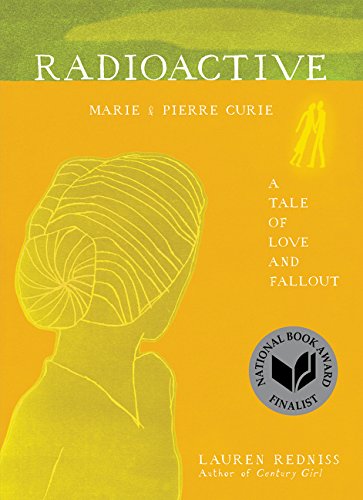 RADIOACTIVE
MARIE & PIERRE CURIE
A
TALE
OF
LOVE
AND
FALLOUT
NATIONAL BOOK AWARD
FINALIST
LAUREN REDNISS
Author of Century Girl